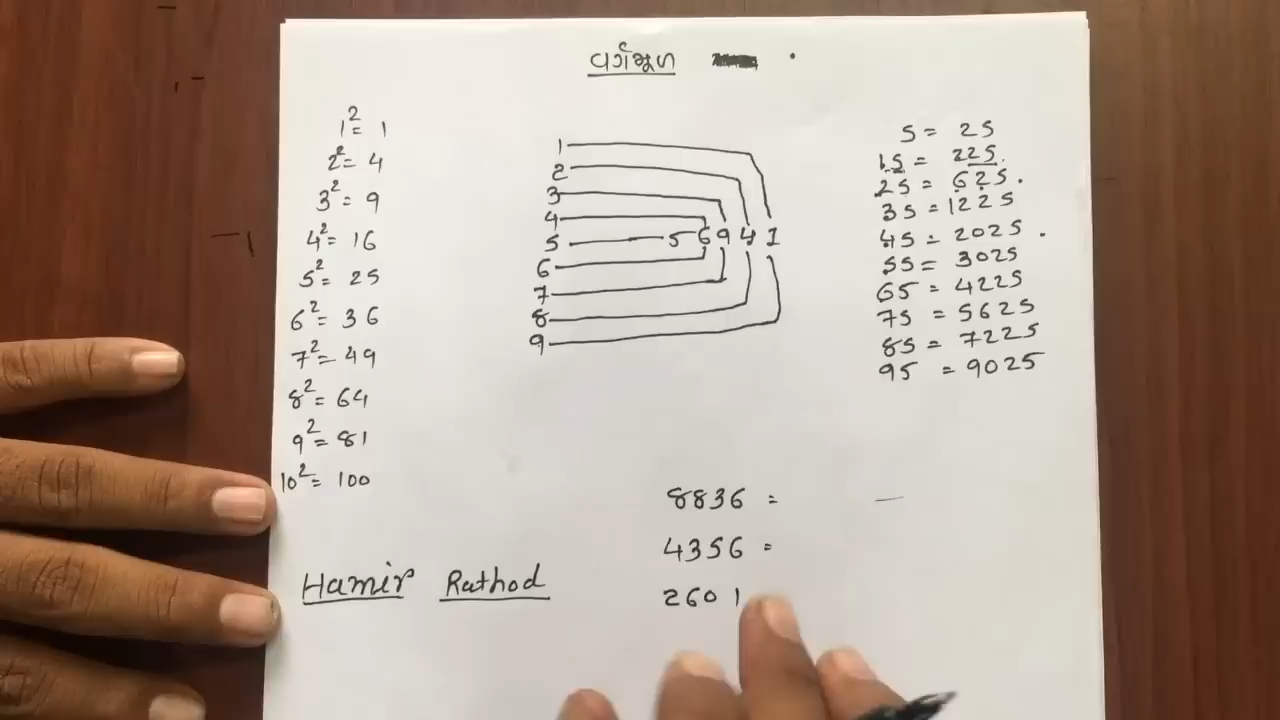 વર્ગમૂળ
1² = 1
2² = 4
3² = 9
4² = 16
5² = 25
6² = 36
7² = 49
8² = 64
9² = 81
10² = 100
1
2
3
4
5 5 6 9 4 1
6
7
8
9
5 = 25
15 = 225.
25 = 625.
35 = 1225
45 = 2025.
55 = 3025
65 = 4225
75 = 5625
85 = 7225
95 = 9025
8836 =
4356 =
2601
Hamir Rathod